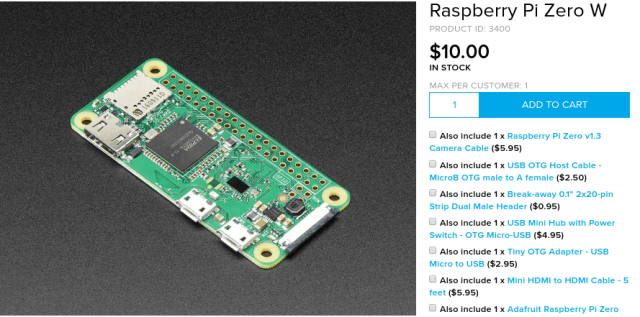 Raspberry Pi Zero W
PRODUCT ID: 3400
$10.00
IN STOCK
MAX PER CUSTOMER: 1
1 ADD TO CART
Also include 1 x Raspberry Pi Zero v1.3
Camera Cable ($5.95)
Also include 1 x USB OTG Host Cable -
MicroB OTG male to A female ($2.50)
Also include 1 x Break-away 0.1" 2x20-pin
Strip Dual Male Header ($0.95)
Also include 1 x USB Mini Hub with Power
Switch - OTG Micro-USB ($4.95)
Also include 1 x Tiny OTG Adapter - USB
Micro to USB ($2.95)
Also include 1 x Mini HDMI to HDMI Cable - 5
feet ($5.95)
Also include 1 x Adafruit Raspberry Pi Zero